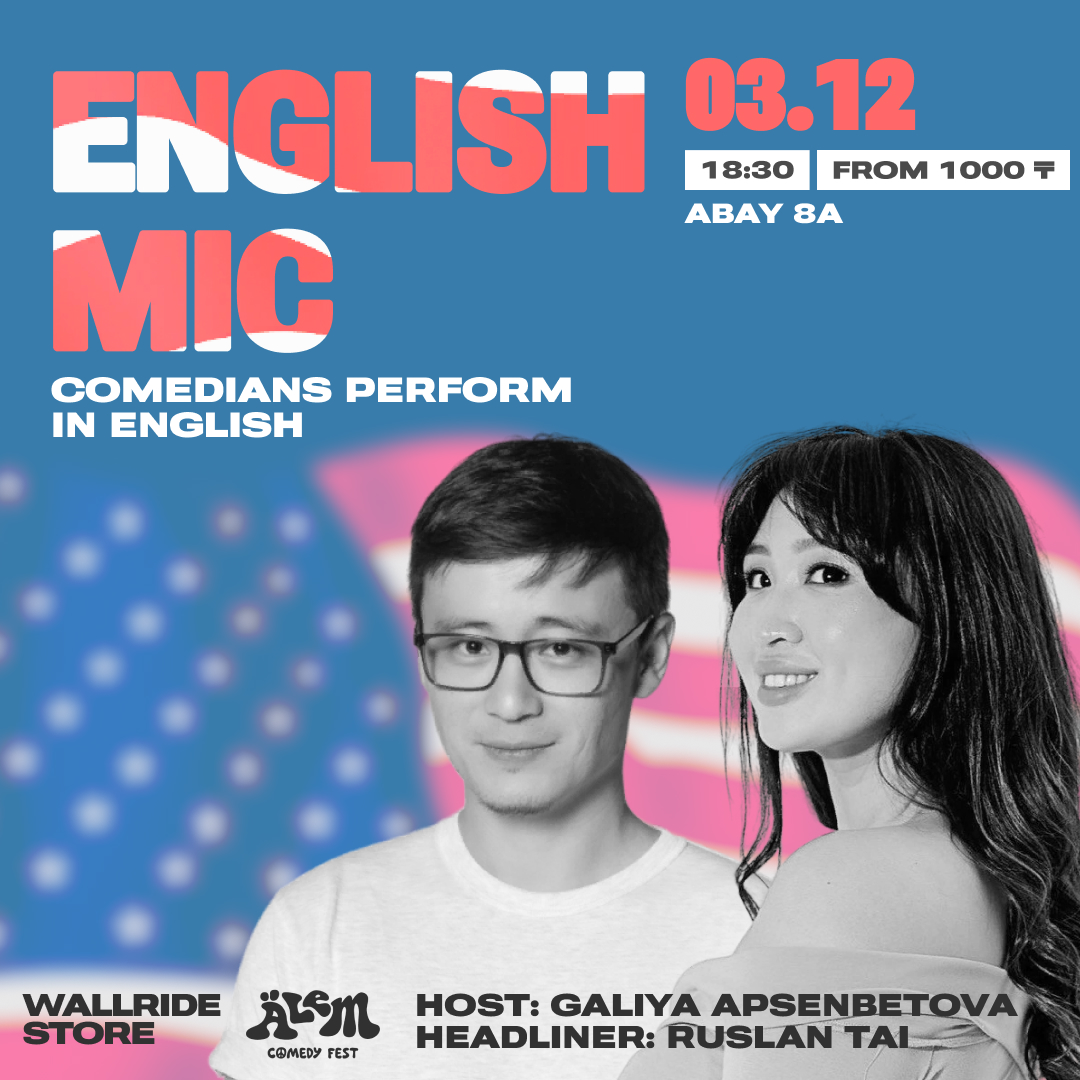 ENGLISH
MIC
COMEDIANS PERFORM
IN ENGLISH
03.12
18:30
FROM 1000 ₸
ABAY 8A
WALLRIDE
STORE
ÄLEM
COMEDY FEST
HOST: GALIYA APSENBETOVA
HEADLINER: RUSLAN TAI